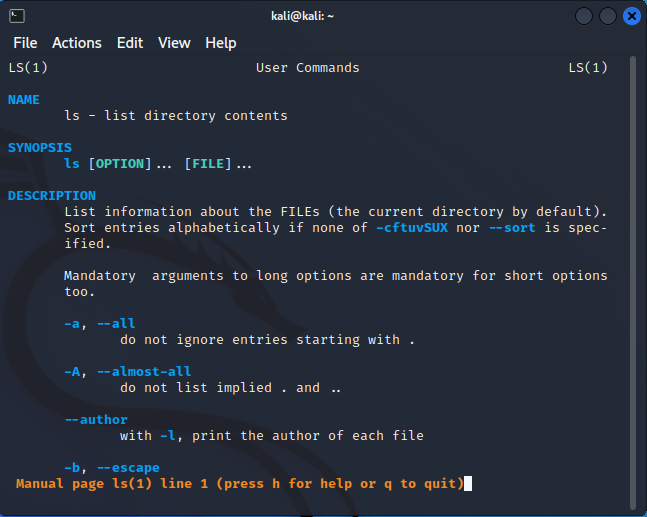 kali@kali: ~
File Actions Edit View Help
LS(1) User Commands LS(1)
NAME
ls - list directory contents
SYNOPSIS
ls [OPTION]... [FILE]...
DESCRIPTION
List information about the FILEs (the current directory by default).
Sort entries alphabetically if none of -cftuvSUX nor --sort is spec-
ified.
Mandatory arguments to long options are mandatory for short options
too.
-a, --all
do not ignore entries starting with .
-A, --almost-all
do not list implied . and ..
--author
with -l, print the author of each file
-b, --escape
Manual page ls(1) line 1 (press h for help or q to quit)